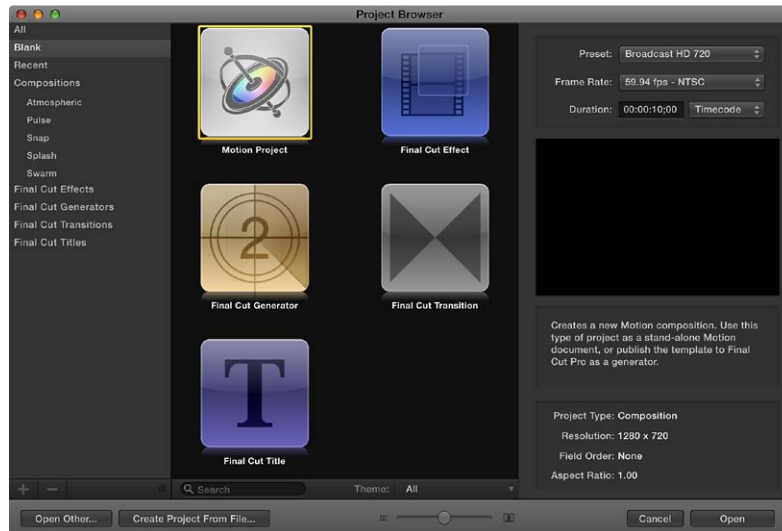 Project Browser
All
Blank
Recent
Compositions
Atmospheric
Pulse
Snap
Splash
Swarm
Final Cut Effects
Final Cut Generators
Final Cut Transitions
Final Cut Titles
Motion Project
Final Cut Effect
2
Final Cut Generator
Final Cut Transition
T
Final Cut Title
Search
Theme: All
Preset: Broadcast HD 720
Frame Rate: 59.94 fps - NTSC
Duration: 00:00:10;00 Timecode
Creates a new Motion composition. Use this
type of project as a stand-alone Motion
document, or publish the template to Final
Cut Pro as a generator.
Project Type: Composition
Resolution: 1280 x 720
Field Order: None
Aspect Ratio: 1.00
Open Other...
Create Project From File...
Cancel
Open